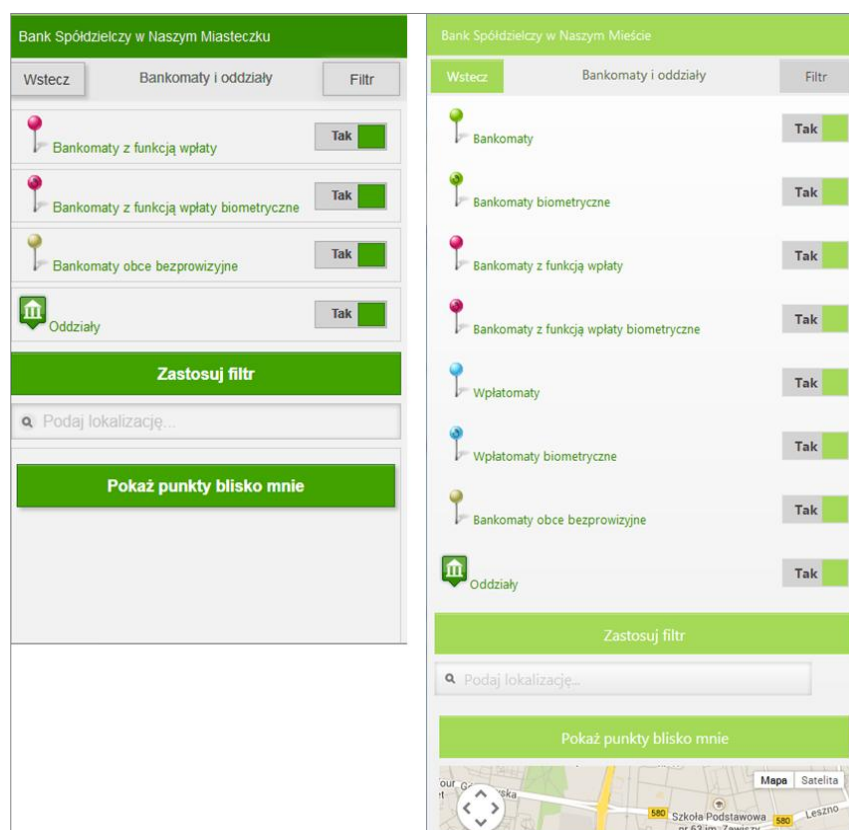 Bank Spółdzielczy w Naszym Miasteczku
Wstecz
Bankomaty i oddziały
Filtr
Bankomaty z funkcją wpłaty
Tak
Bankomaty z funkcją wpłaty biometryczne
Tak
Bankomaty obce bezprowizyjne
Tak
Oddziały
Tak
Zastosuj filtr
Podaj lokalizację...
Pokaż punkty blisko mnie
Bank Spółdzielczy w Naszym Mieście
Wstecz
Bankomaty i oddziały
Filtr
Bankomaty
Tak
Bankomaty biometryczne
Tak
Bankomaty z funkcją wpłaty
Tak
Bankomaty z funkcją wpłaty biometryczne
Tak
Wpłatomaty
Tak
Wpłatomaty biometryczne
Tak
Bankomaty obce bezprowizyjne
Tak
Oddziały
Tak
Zastosuj filtr
Podaj lokalizację...
Pokaż punkty blisko mnie
Mapa
Satelita
580
Szkoła Podstawowa
580
Leszno
nr 63 im. Zawiszy